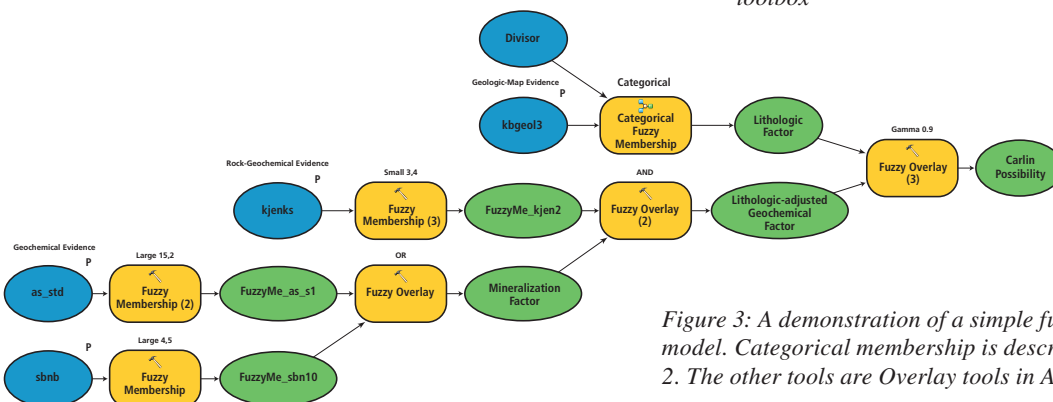 toolbox
Divisor
Geologic-Map Evidence
P
kbgeol3
Categorical
Categorical
Fuzzy
Membership
Lithologic
Factor
Gamma 0.9
Fuzzy Overlay
(3)
Carlin
Possibility
Rock-Geochemical Evidence
P
kjenks
Small 3,4
Fuzzy
Membership (3)
FuzzyMe_kjen2
AND
Fuzzy Overlay
(2)
Lithologic-adjusted
Geochemical
Factor
Geochemical Evidence
P
as_std
Large 15,2
Fuzzy
Membership (2)
FuzzyMe_as_s1
OR
Fuzzy Overlay
Mineralization
Factor
P
sbnb
Large 4,5
Fuzzy
Membership
FuzzyMe_sbn10
Figure 3: A demonstration of a simple fu
model. Categorical membership is descr
2. The other tools are Overlay tools in A